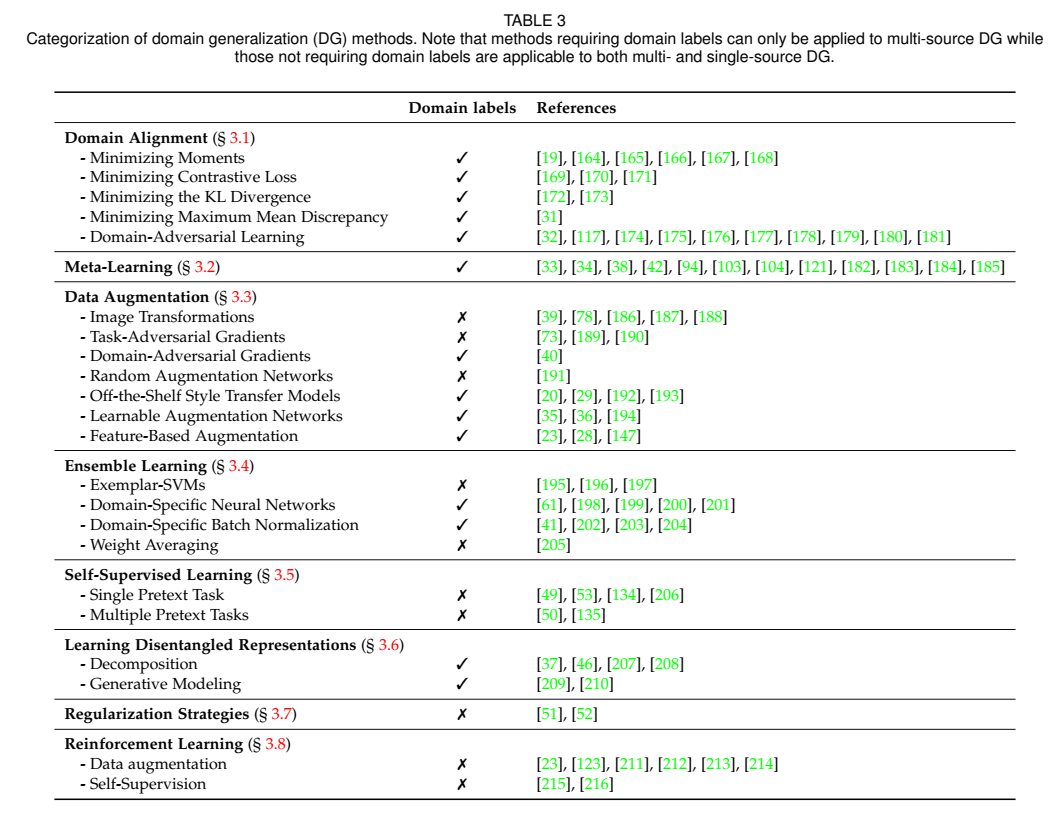 TABLE 3
Categorization of domain generalization (DG) methods. Note that methods requiring domain labels can only be applied to multi-source DG while
those not requiring domain labels are applicable to both multi- and single-source DG.
Domain labels References
Domain Alignment (§ 3.1)
- Minimizing Moments ✓ [19], [164], [165], [166], [167], [168]
- Minimizing Contrastive Loss ✓ [169], [170], [171]
- Minimizing the KL Divergence ✓ [172], [173]
- Minimizing Maximum Mean Discrepancy ✓ [31]
- Domain-Adversarial Learning ✓ [32], [117], [174], [175], [176], [177], [178], [179], [180], [181]
Meta-Learning (§ 3.2) ✓ [33], [34], [38], [42], [94], [103], [104], [121], [182], [183], [184], [185]
Data Augmentation (§ 3.3)
- Image Transformations ✗ [39], [78], [186], [187], [188]
- Task-Adversarial Gradients ✗ [73], [189], [190]
- Domain-Adversarial Gradients ✓ [40]
- Random Augmentation Networks ✗ [191]
- Off-the-Shelf Style Transfer Models ✓ [20], [29], [192], [193]
- Learnable Augmentation Networks ✓ [35], [36], [194]
- Feature-Based Augmentation ✓ [23], [28], [147]
Ensemble Learning (§ 3.4)
- Exemplar-SVMs ✗ [195], [196], [197]
- Domain-Specific Neural Networks ✓ [61], [198], [199], [200], [201]
- Domain-Specific Batch Normalization ✓ [41], [202], [203], [204]
- Weight Averaging ✗ [205]
Self-Supervised Learning (§ 3.5)
- Single Pretext Task ✗ [49], [53], [134], [206]
- Multiple Pretext Tasks ✗ [50], [135]
Learning Disentangled Representations (§ 3.6)
- Decomposition ✓ [37], [46], [207], [208]
- Generative Modeling ✓ [209], [210]
Regularization Strategies (§ 3.7) ✗ [51], [52]
Reinforcement Learning (§ 3.8)
- Data augmentation ✗ [23], [123], [211], [212], [213], [214]
- Self-Supervision ✗ [215], [216]